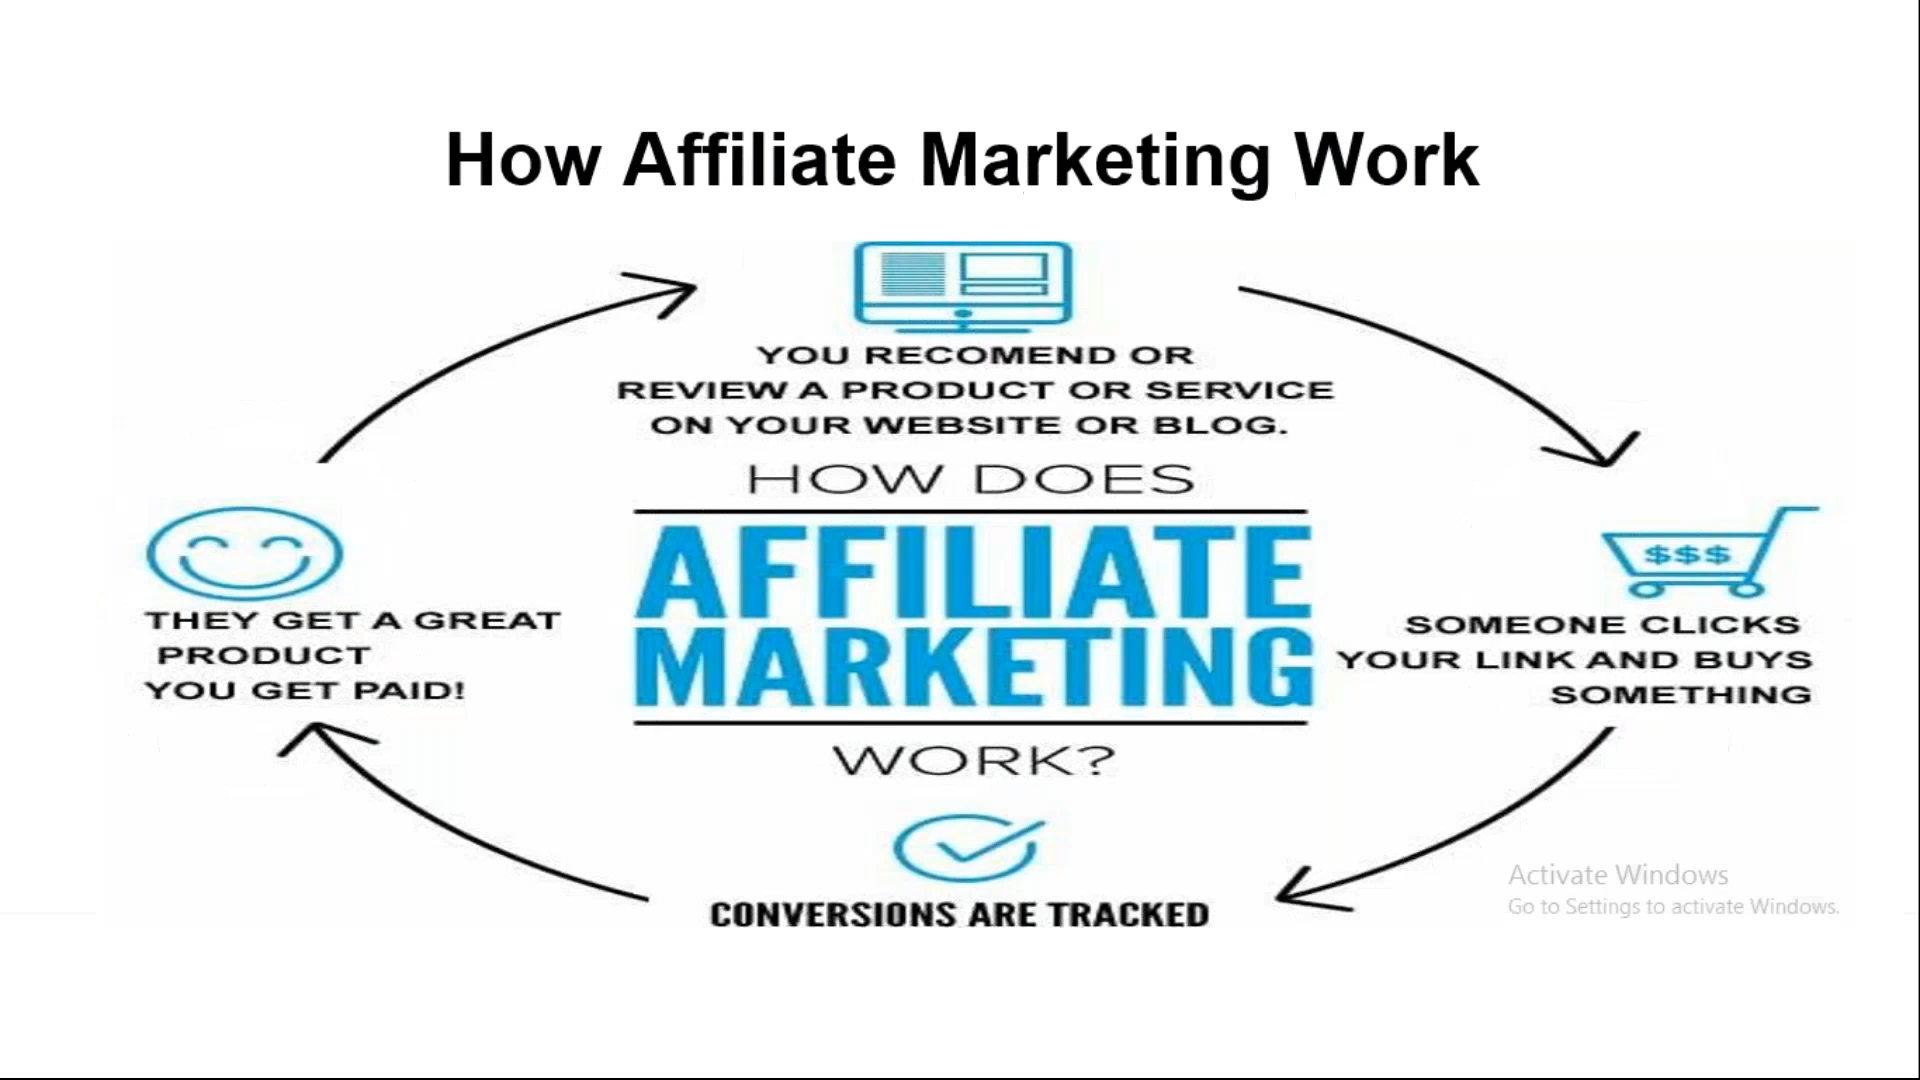 How Affiliate Marketing Work
YOU RECOMEND OR
REVIEW A PRODUCT OR SERVICE
ON YOUR WEBSITE OR BLOG.
HOW DOES
AFFILIATE
MARKETING
WORK?
$$$
SOMEONE CLICKS
YOUR LINK AND BUYS
SOMETHING
CONVERSIONS ARE TRACKED
THEY GET A GREAT
PRODUCT
YOU GET PAID!
Activate Windows
Go to Settings to activate Windows.